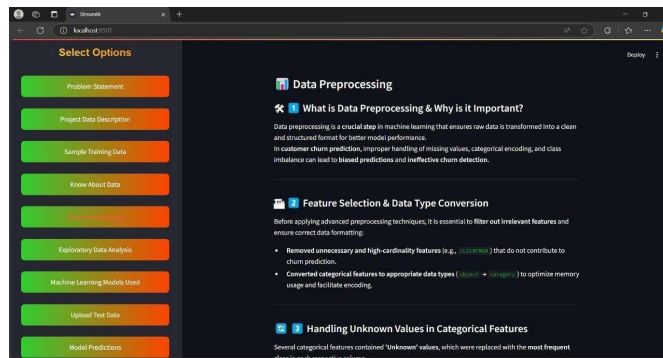 Streamlit
localhost:8501
Deploy
Select Options
Problem Statement
Project Data Description
Sample Training Data
Know About Data
Exploratory Data Analysis
Machine Learning Models Used
Upload Test Data
Model Predictions
Data Preprocessing
1 What is Data Preprocessing & Why is it Important?
Data preprocessing is a crucial step in machine learning that ensures raw data is transformed into a clean
and structured format for better model performance.
In customer churn prediction, improper handling of missing values, categorical encoding, and class
imbalance can lead to biased predictions and ineffective churn detection.
2 Feature Selection & Data Type Conversion
Before applying advanced preprocessing techniques, it is essential to filter out irrelevant features and
ensure correct data formatting:
• Removed unnecessary and high-cardinality features (e.g., CLIENTNUM) that do not contribute to
churn prediction.
• Converted categorical features to appropriate data types (object → category) to optimize memory
usage and facilitate encoding.
3 Handling Unknown Values in Categorical Features
Several categorical features contained 'Unknown' values, which were replaced with the most frequent